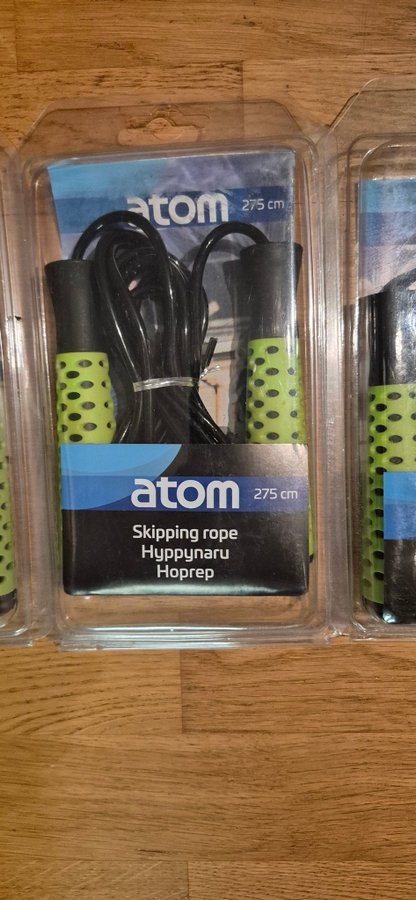 atom 275 cm
atom 275 cm
Skipping rope
Hyppynaru
Hoprep